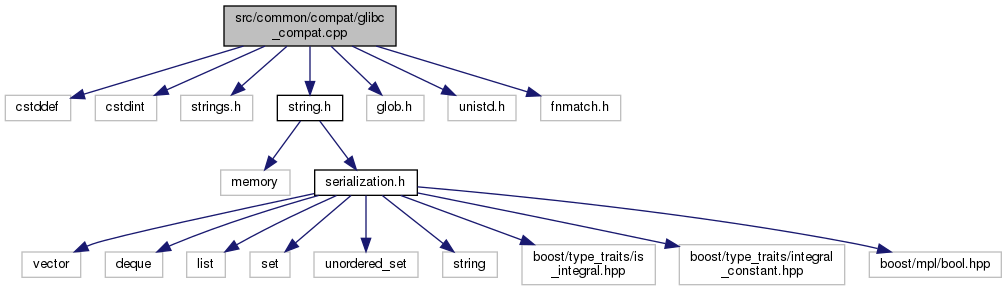 src/common/compat/glibc
_compat.cpp
cstddef
cstdint
strings.h
string.h
glob.h
unistd.h
fnmatch.h
memory
serialization.h
vector
deque
list
set
unordered_set
string
boost/type_traits/is
_integral.hpp
boost/type_traits/integral
_constant.hpp
boost/mpl/bool.hpp